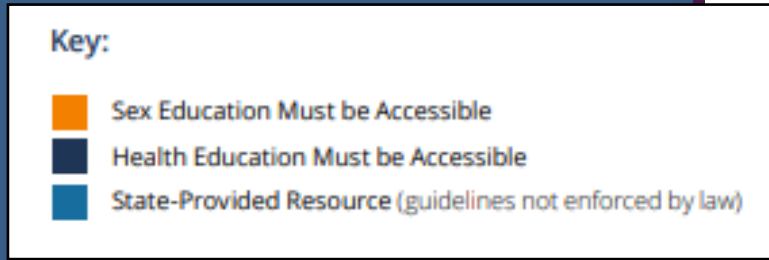 Key:
Sex Education Must be Accessible
Health Education Must be Accessible
State-Provided Resource (guidelines not enforced by law)